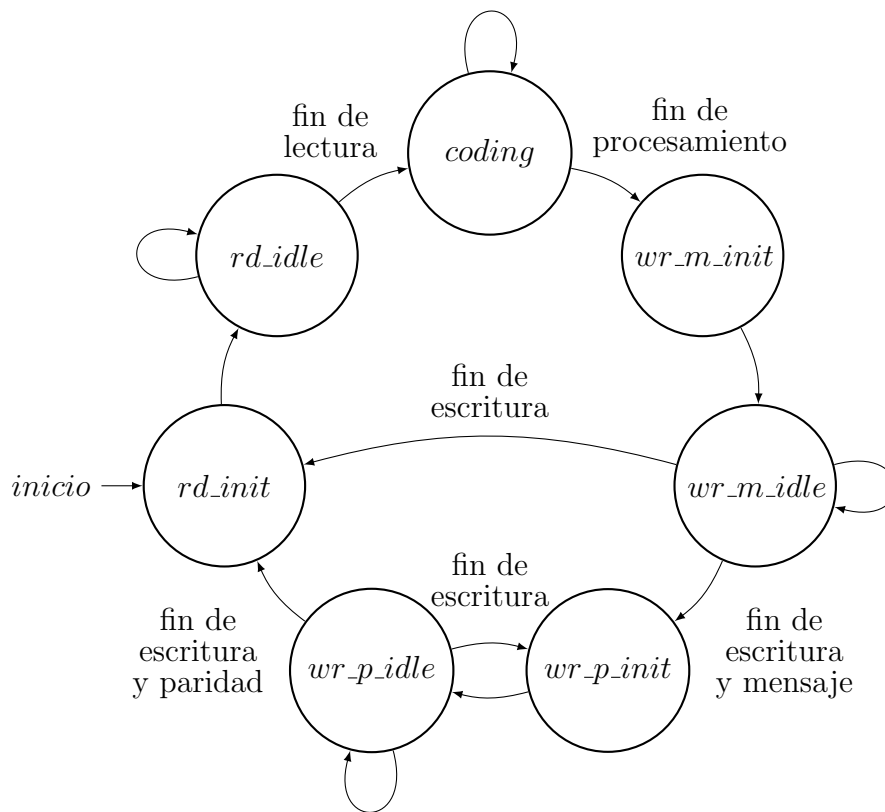 coding
fin de
lectura
fin de
procesamiento
rd_idle
wr_m_init
fin de
escritura
inicio
rd_init
wr_m_idle
fin de
escritura
fin de
escritura
y paridad
wr_p_idle
wr_p_init
fin de
escritura
y mensaje